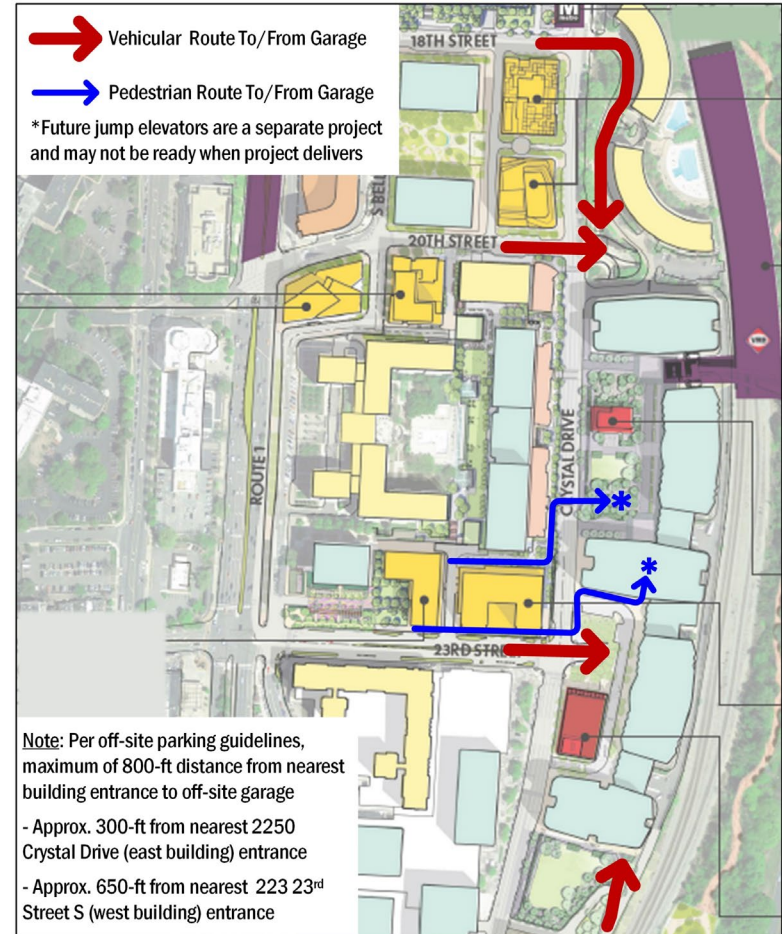 Vehicular Route To/From Garage
Pedestrian Route To/From Garage
*Future jump elevators are a separate project
and may not be ready when project delivers
M
metro
18TH STREET
S BELL
20TH STREET
VRE
CRYSTAL DRIVE
ROUTE 1
*
*
23RD STREET
Note: Per off-site parking guidelines,
maximum of 800-ft distance from nearest
building entrance to off-site garage
- Approx. 300-ft from nearest 2250
Crystal Drive (east building) entrance
- Approx. 650-ft from nearest 223 23rd
Street S (west building) entrance